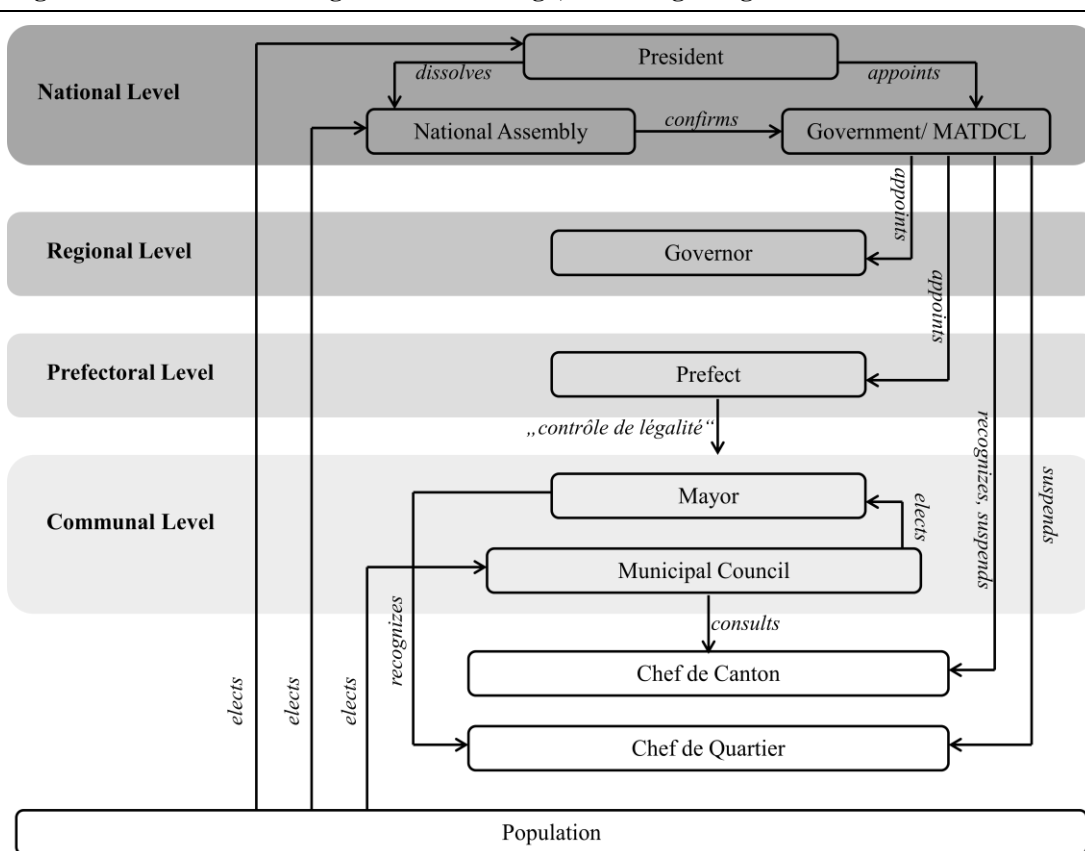 President
dissolves
appoints
National Level
National Assembly
confirms
Government/ MATDCL
appoints
Regional Level
Governor
appoints
Prefectoral Level
Prefect
„contrôle de légalité“
recognizes, suspends
suspends
Communal Level
Mayor
elects
Municipal Council
consults
recognizes
Chef de Canton
elects
elects
elects
Chef de Quartier
Population